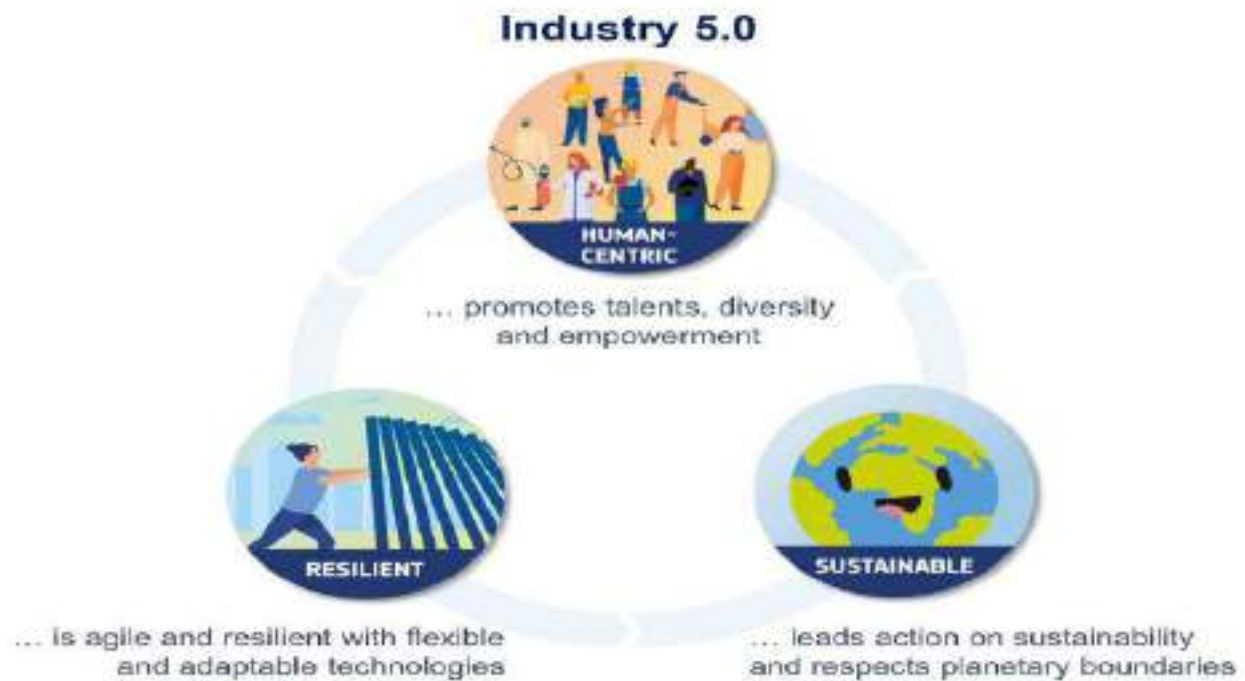 Industry 5.0
HUMAN-
CENTRIC
... promotes talents, diversity
and empowerment
RESILIENT
... is agile and resilient with flexible
and adaptable technologies
SUSTAINABLE
... leads action on sustainability
and respects planetary boundaries